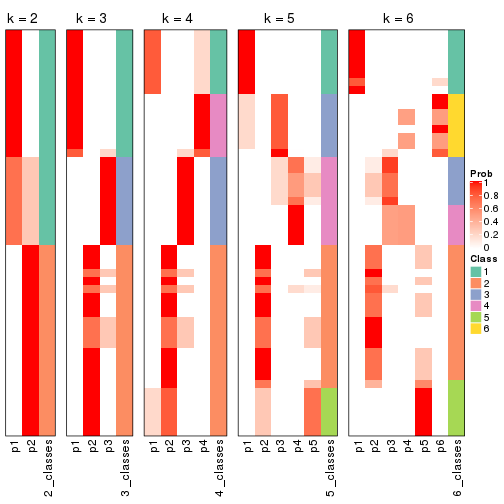 k = 2
k = 3
k = 4
k = 5
k = 6
p1
p2
2_classes
p1
p2
p3
3_classes
p1
p2
p3
p4
4_classes
p1
p2
p3
p4
p5
5_classes
p1
p2
p3
p4
p5
p6
6_classes
Prob
1
0.8
0.6
0.4
0.2
0
Class
1
2
3
4
5
6